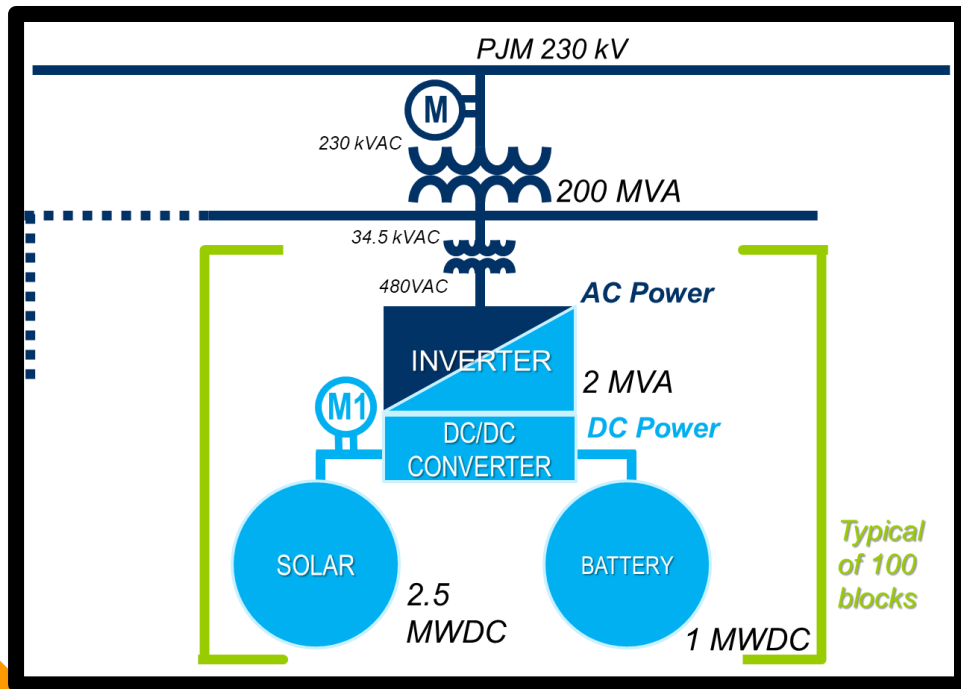 PJM 230 kV
M
230 kVAC
200 MVA
34.5 kVAC
480VAC
AC Power
INVERTER
2 MVA
M1
DC/DC
CONVERTER
DC Power
SOLAR
2.5
MWDC
BATTERY
1 MWDC
Typical
of 100
blocks